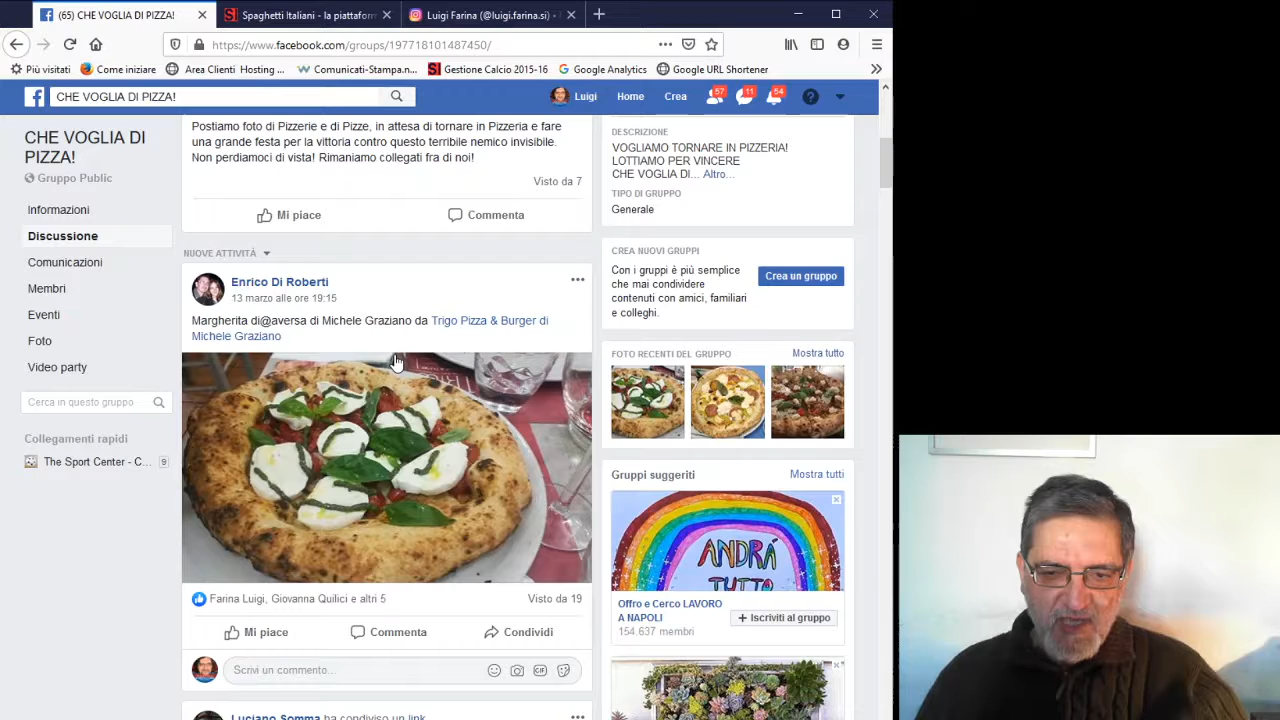 (65) CHE VOGLIA DI PIZZA!
Spaghetti Italiani - la piattaforn
Luigi Farina (@luigi.farina.si) •
https://www.facebook.com/groups/197718101487450/
Più visitati
Come iniziare
Area Clienti Hosting ...
Comunicati-Stampa.n...
Gestione Calcio 2015-16
Google Analytics
Google URL Shortener
CHE VOGLIA DI PIZZA!
Luigi
Home
Crea
57
11
54
CHE VOGLIA DI
PIZZA!
Gruppo Public
Informazioni
Discussione
Comunicazioni
Membri
Eventi
Foto
Video party
Cerca in questo gruppo
Collegamenti rapidi
The Sport Center - C...
9
Postiamo foto di Pizzerie e di Pizze, in attesa di tornare in Pizzeria e fare
una grande festa per la vittoria contro questo terribile nemico invisibile.
Non perdiamoci di vista! Rimaniamo collegati fra di noi!
Visto da 7
Mi piace
Commenta
NUOVE ATTIVITÀ
Enrico Di Roberti
13 marzo alle ore 19:15
Margherita di@aversa di Michele Graziano da Trigo Pizza & Burger di
Michele Graziano
Farina Luigi, Giovanna Quilici e altri 5
Visto da 19
Mi piace
Commenta
Condividi
Scrivi un commento...
GIF
Luciano Somma ha condiviso un link
DESCRIZIONE
VOGLIAMO TORNARE IN PIZZERIA!
LOTTIAMO PER VINCERE
CHE VOGLIA DI... Altro...
TIPO DI GRUPPO
Generale
CREA NUOVI GRUPPI
Con i gruppi è più semplice
che mai condividere
contenuti con amici, familiari
e colleghi.
Crea un gruppo
FOTO RECENTI DEL GRUPPO
Mostra tutto
Gruppi suggeriti
Mostra tutti
ANDRÁ
TUTTO
Offro e Cerco LAVORO
A NAPOLI
154.637 membri
Iscriviti al gruppo